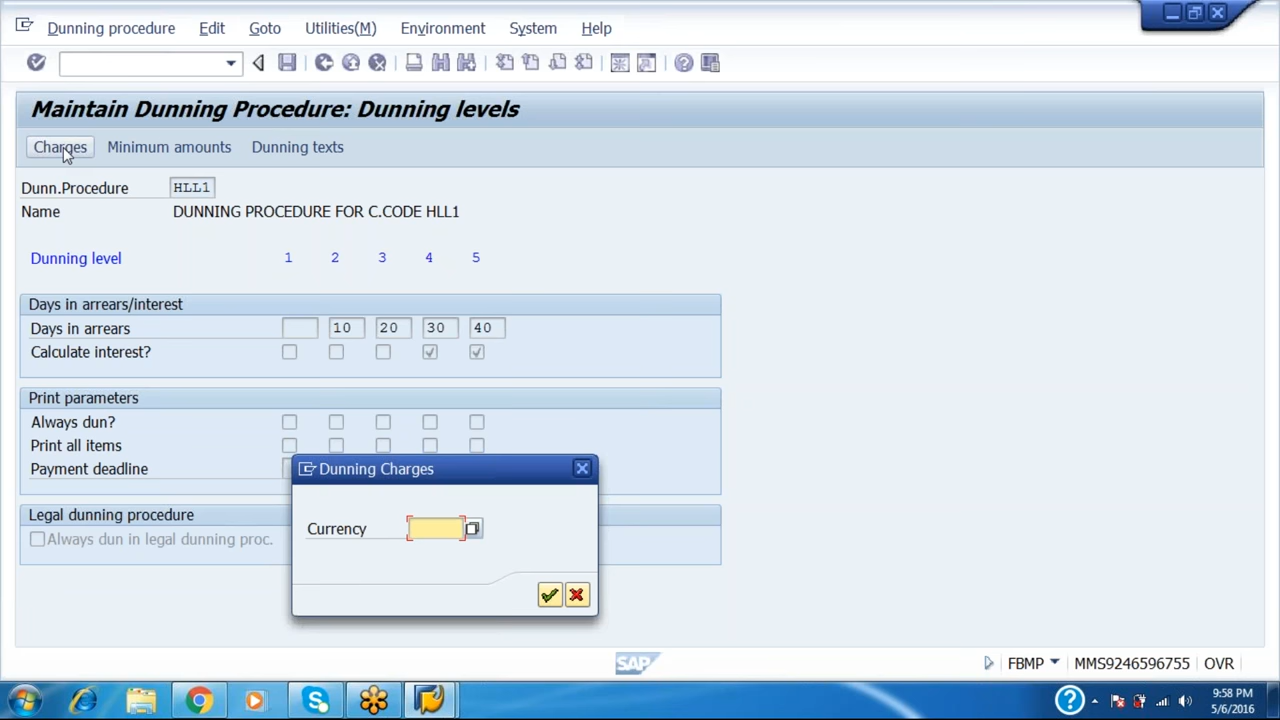 Dunning procedure Edit Goto Utilities(M) Environment System Help
Maintain Dunning Procedure: Dunning levels
Charges Minimum amounts Dunning texts
Dunn.Procedure HLL1
Name DUNNING PROCEDURE FOR C.CODE HLL1
Dunning level 1 2 3 4 5
Days in arrears/interest
Days in arrears 10 20 30 40
Calculate interest?
Print parameters
Always dun?
Print all items
Payment deadline
Dunning Charges
Legal dunning procedure
Currency
Always dun in legal dunning proc.
SAP FBMP MMS9246596755 OVR
9:58 PM
5/6/2016